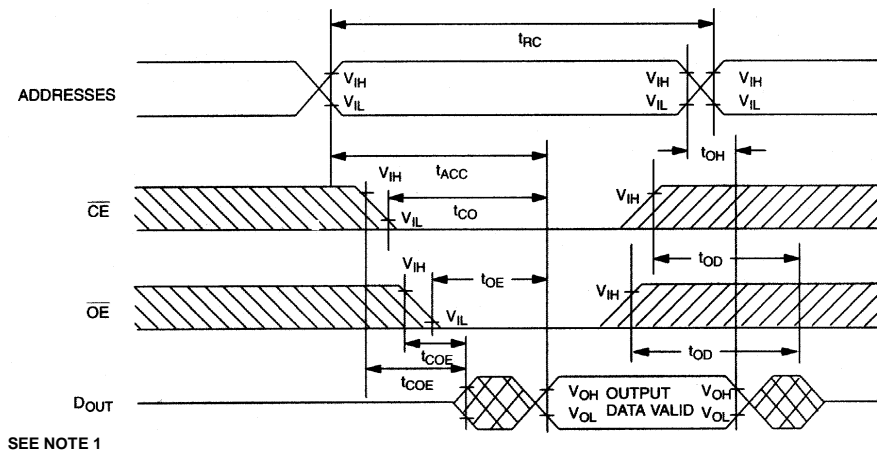 tRC
ADDRESSES
VIH
VIL
VIH
VIL
VIH
VIL
tOH
tACC
CE
VIH
VIL
tCO
VIH
tOD
OE
VIH
VIL
tOE
VIH
tOD
tCOE
tCOE
DOUT
VOH
VOL
OUTPUT
DATA VALID
VOH
VOL
SEE NOTE 1